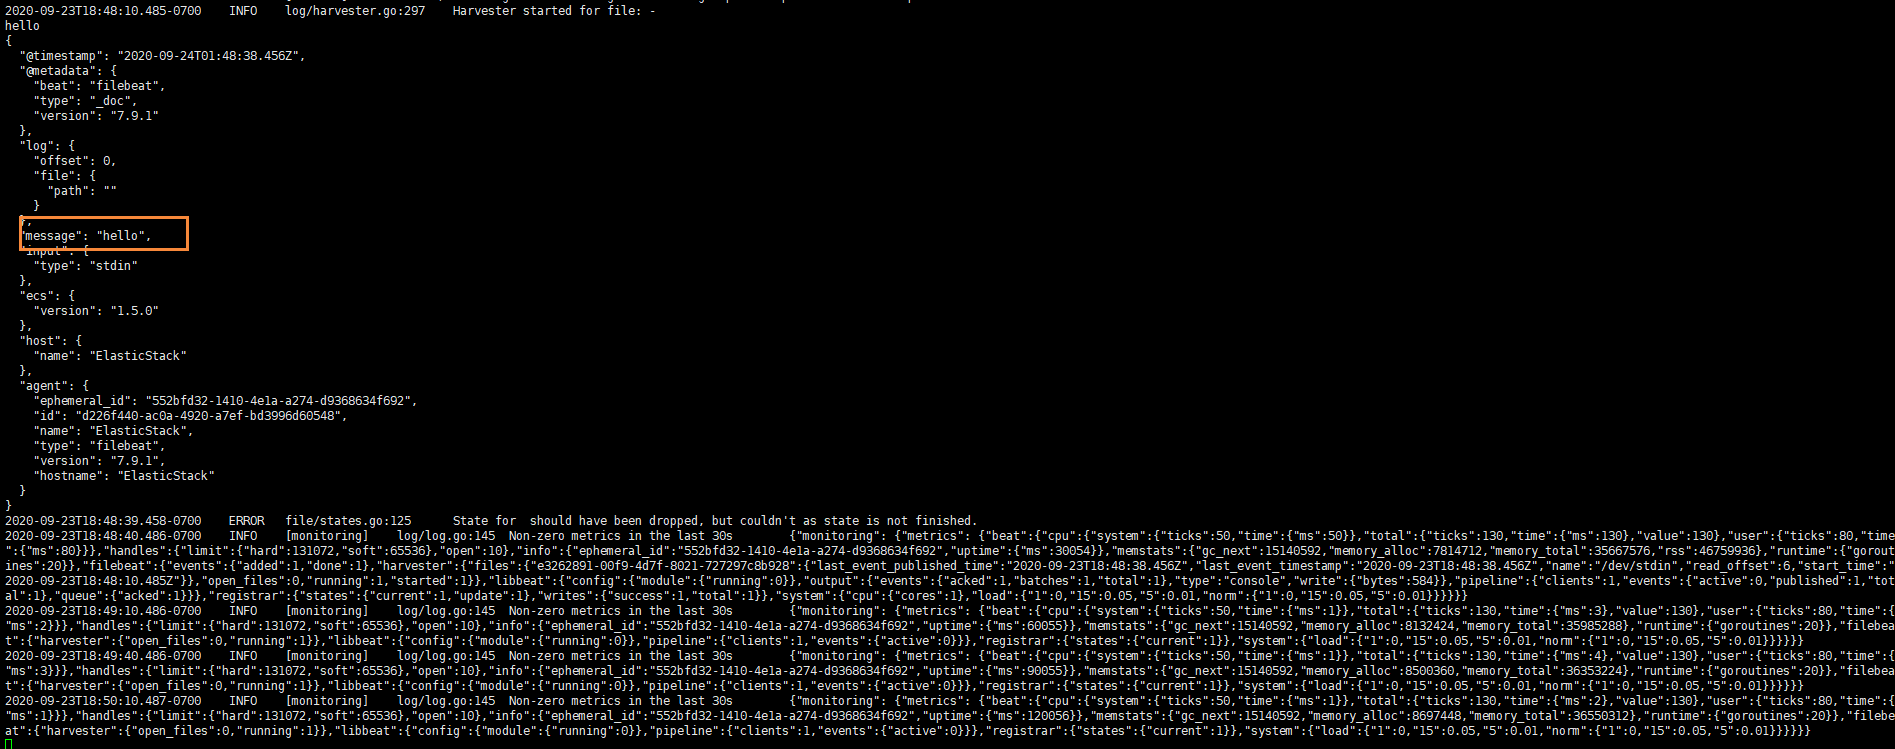 2020-09-23T18:48:10.485-0700    INFO    log/harvester.go:297    Harvester started for file: -
hello
{
  "@timestamp": "2020-09-24T01:48:38.456Z",
  "@metadata": {
    "beat": "filebeat",
    "type": "_doc",
    "version": "7.9.1"
  },
  "log": {
    "offset": 0,
    "file": {
      "path": ""
    }
  },
  "message": "hello",
  "input": {
    "type": "stdin"
  },
  "ecs": {
    "version": "1.5.0"
  },
  "host": {
    "name": "ElasticStack"
  },
  "agent": {
    "ephemeral_id": "552bfd32-1410-4e1a-a274-d9368634f692",
    "id": "d226f440-ac0a-4920-a7ef-bd3996d60548",
    "name": "ElasticStack",
    "type": "filebeat",
    "version": "7.9.1",
    "hostname": "ElasticStack"
  }
}
2020-09-23T18:48:39.458-0700    ERROR   file/states.go:125      State for  should have been dropped, but couldn't as state is not finished.
2020-09-23T18:48:40.486-0700    INFO    [monitoring]    log/log.go:145  Non-zero metrics in the last 30s        {"monitoring": {"metrics": {"beat":{"cpu":{"system":{"ticks":50,"time":{"ms":50}},"total":{"ticks":130,"time":{"ms":130},"value":130},"user":{"ticks":80,"time
":{"ms":80}}},"handles":{"limit":{"hard":131072,"soft":65536},"open":10},"info":{"ephemeral_id":"552bfd32-1410-4e1a-a274-d9368634f692","uptime":{"ms":30054}},"memstats":{"gc_next":15140592,"memory_alloc":7814712,"memory_total":35667576,"rss":46759936},"runtime":{"gorout
ines":20}},"filebeat":{"events":{"added":1,"done":1},"harvester":{"files":{"e3262891-00f9-4d7f-8021-727297c8b928":{"last_event_published_time":"2020-09-23T18:48:38.456Z","last_event_timestamp":"2020-09-23T18:48:38.456Z","name":"/dev/stdin","read_offset":6,"start_time":"
2020-09-23T18:48:10.485Z"}},"open_files":0,"running":1,"started":1}},"libbeat":{"config":{"module":{"running":0}},"output":{"events":{"acked":1,"batches":1,"total":1},"type":"console","write":{"bytes":584}},"pipeline":{"clients":1,"events":{"active":0,"published":1,"tot
al":1},"queue":{"acked":1}}},"registrar":{"states":{"current":1,"update":1},"writes":{"success":1,"total":1}},"system":{"cpu":{"cores":1},"load":{"1":0,"15":0.05,"5":0.01,"norm":{"1":0,"15":0.05,"5":0.01}}}}}}
2020-09-23T18:49:10.486-0700    INFO    [monitoring]    log/log.go:145  Non-zero metrics in the last 30s        {"monitoring": {"metrics": {"beat":{"cpu":{"system":{"ticks":50,"time":{"ms":1}},"total":{"ticks":130,"time":{"ms":3},"value":130},"user":{"ticks":80,"time":{
"ms":2}}},"handles":{"limit":{"hard":131072,"soft":65536},"open":10},"info":{"ephemeral_id":"552bfd32-1410-4e1a-a274-d9368634f692","uptime":{"ms":60055}},"memstats":{"gc_next":15140592,"memory_alloc":8132424,"memory_total":35985288},"runtime":{"goroutines":20}},"filebea
t":{"harvester":{"open_files":0,"running":1}},"libbeat":{"config":{"module":{"running":0}},"pipeline":{"clients":1,"events":{"active":0}}},"registrar":{"states":{"current":1}},"system":{"load":{"1":0,"15":0.05,"5":0.01,"norm":{"1":0,"15":0.05,"5":0.01}}}}}}
2020-09-23T18:49:40.486-0700    INFO    [monitoring]    log/log.go:145  Non-zero metrics in the last 30s        {"monitoring": {"metrics": {"beat":{"cpu":{"system":{"ticks":50,"time":{"ms":1}},"total":{"ticks":130,"time":{"ms":4},"value":130},"user":{"ticks":80,"time":{
"ms":3}}},"handles":{"limit":{"hard":131072,"soft":65536},"open":10},"info":{"ephemeral_id":"552bfd32-1410-4e1a-a274-d9368634f692","uptime":{"ms":90055}},"memstats":{"gc_next":15140592,"memory_alloc":8500360,"memory_total":36353224},"runtime":{"goroutines":20}},"filebea
t":{"harvester":{"open_files":0,"running":1}},"libbeat":{"config":{"module":{"running":0}},"pipeline":{"clients":1,"events":{"active":0}}},"registrar":{"states":{"current":1}},"system":{"load":{"1":0,"15":0.05,"5":0.01,"norm":{"1":0,"15":0.05,"5":0.01}}}}}}
2020-09-23T18:50:10.487-0700    INFO    [monitoring]    log/log.go:145  Non-zero metrics in the last 30s        {"monitoring": {"metrics": {"beat":{"cpu":{"system":{"ticks":50,"time":{"ms":1}},"total":{"ticks":130,"time":{"ms":2},"value":130},"user":{"ticks":80,"time":{
"ms":1}}},"handles":{"limit":{"hard":131072,"soft":65536},"open":10},"info":{"ephemeral_id":"552bfd32-1410-4e1a-a274-d9368634f692","uptime":{"ms":120056}},"memstats":{"gc_next":15140592,"memory_alloc":8697448,"memory_total":36550312},"runtime":{"goroutines":20}},"fileb
eat":{"harvester":{"open_files":0,"running":1}},"libbeat":{"config":{"module":{"running":0}},"pipeline":{"clients":1,"events":{"active":0}}},"registrar":{"states":{"current":1}},"system":{"load":{"1":0,"15":0.05,"5":0.01,"norm":{"1":0,"15":0.05,"5":0.01}}}}}}